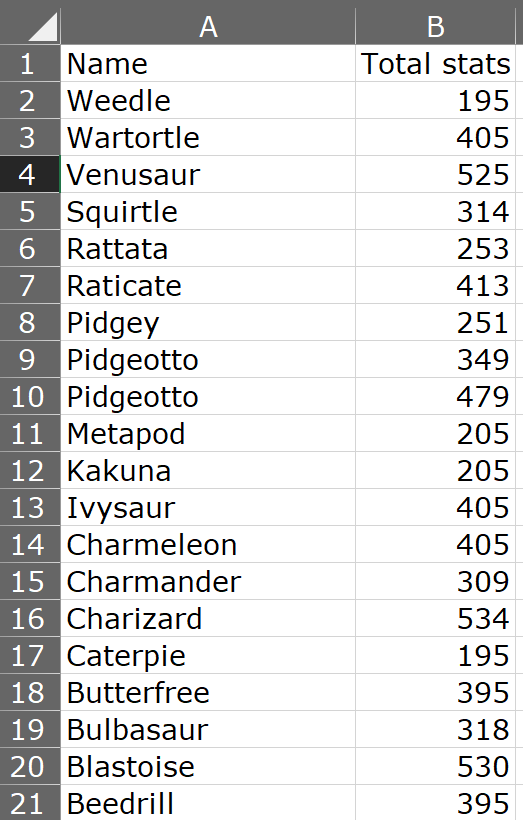 A B
1 Name Total stats
2 Weedle 195
3 Wartortle 405
4 Venusaur 525
5 Squirtle 314
6 Rattata 253
7 Raticate 413
8 Pidgey 251
9 Pidgeotto 349
10 Pidgeotto 479
11 Metapod 205
12 Kakuna 205
13 Ivysaur 405
14 Charmeleon 405
15 Charmander 309
16 Charizard 534
17 Caterpie 195
18 Butterfree 395
19 Bulbasaur 318
20 Blastoise 530
21 Beedrill 395